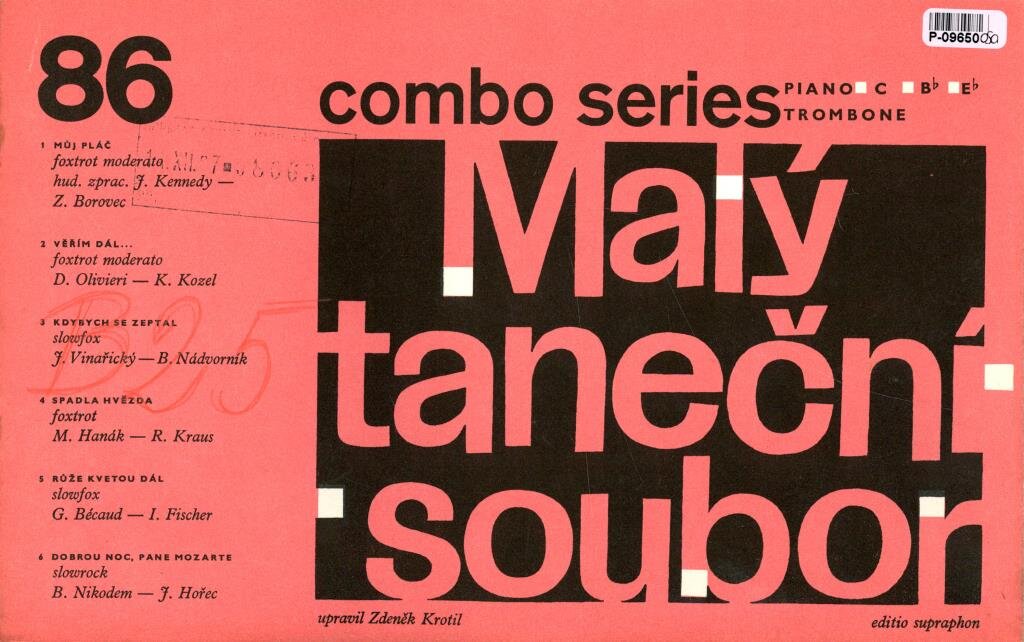 86
1 MŮJ PLÁČ
foxtrot moderato
hud. zprac. J. Kennedy —
Z. Borovec
2 VĚŘÍM DÁL...
foxtrot moderato
D. Olivieri — K. Kozel
3 KDYBYCH SE ZEPTAL
slowfox
J. Vinařický — B. Nádvorník
4 SPADLA HVĚZDA
foxtrot
M. Hanák — R. Kraus
5 RŮŽE KVETOU DÁL
slowfox
G. Bécaud — I. Fischer
6 DOBROU NOC, PANE MOZARTE
slowrock
B. Nikodem — J. Hořec
B25
P-09650
combo series
PIANO C B♭ E♭
TROMBONE
Malý
taneční
soubor
upravil Zdeněk Krotil
editio supraphon